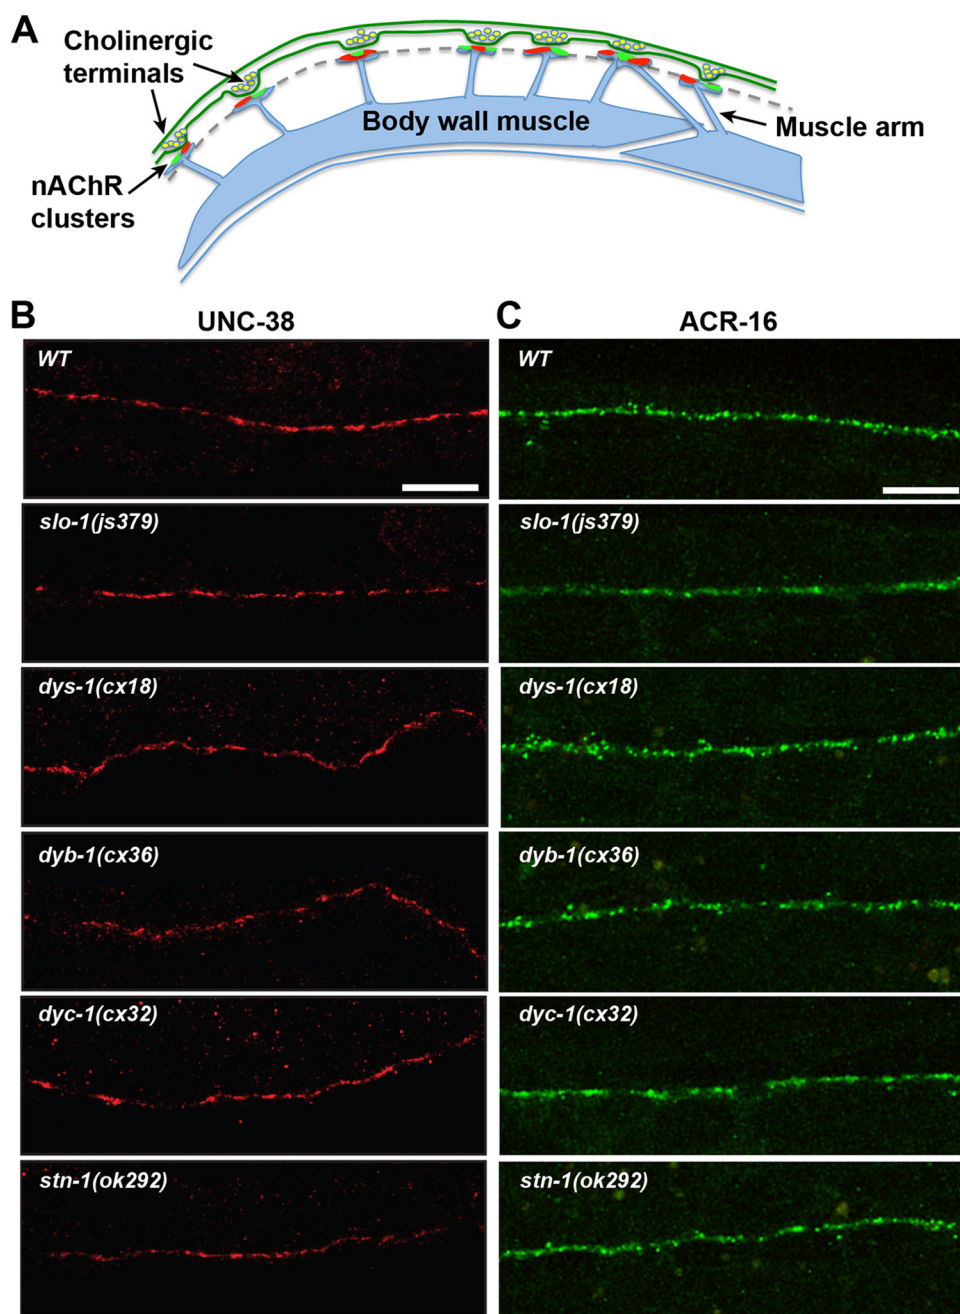 A
Cholinergic
terminals
Body wall muscle
Muscle arm
nAChR
clusters
B
UNC-38
C
ACR-16
WT
WT
slo-1(js379)
slo-1(js379)
dys-1(cx18)
dys-1(cx18)
dyb-1(cx36)
dyb-1(cx36)
dyc-1(cx32)
dyc-1(cx32)
stn-1(ok292)
stn-1(ok292)